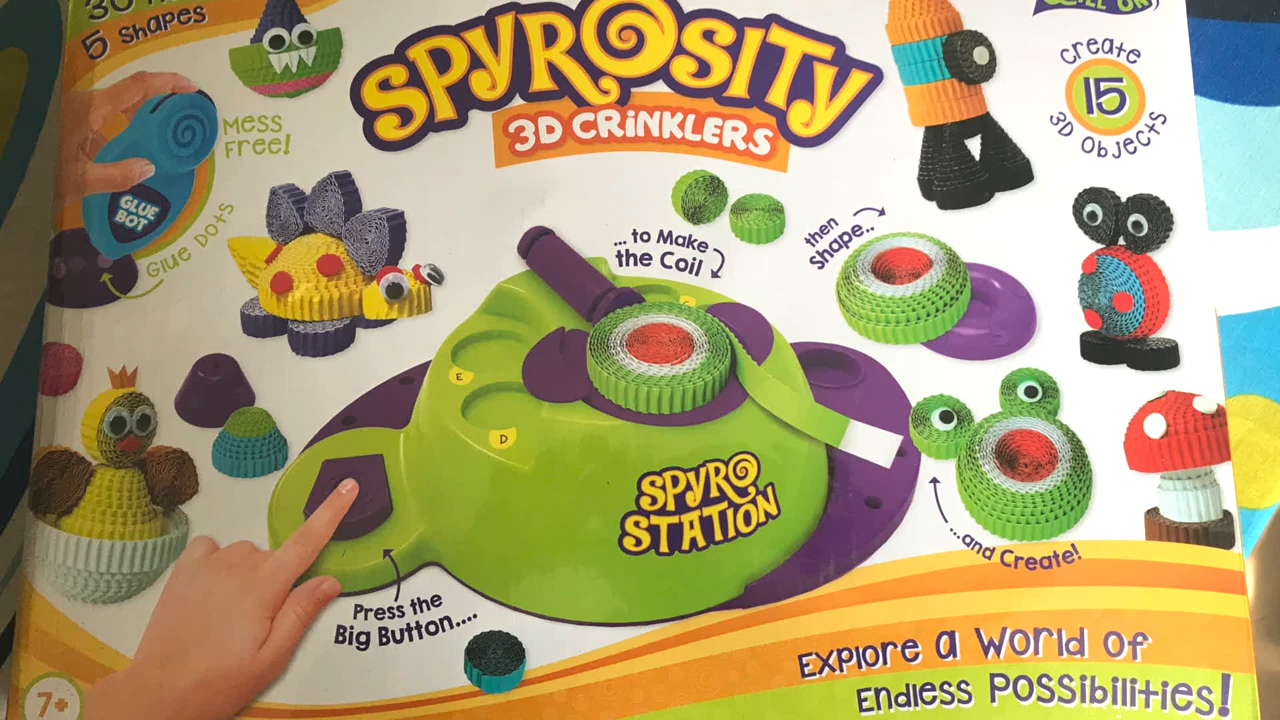 30
5 Shapes
SPYROSITY
3D CRiNKLERS
Create
15
3D Objects
Mess
Free!
GLUE
BOT
Glue Dots
... to Make
the Coil
then
Shape..
E
D
SPYRO
STATION
Press the
Big Button....
...and Create!
7+
Explore a World of
Endless Possibilities!